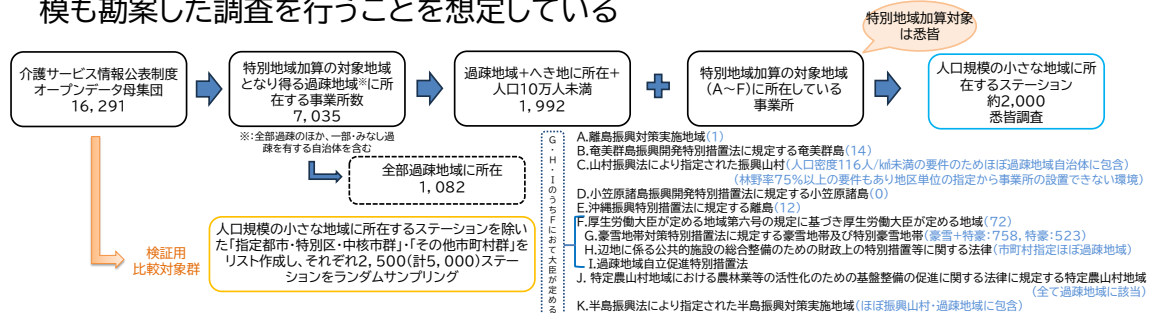 模も勘案した調査を行うことを想定している
特別地域加算対象
は悉皆
介護サービス情報公表制度
オープンデータ母集団
16,291
特別地域加算の対象地域
となり得る過疎地域※に所
在する事業所数
7,035
過疎地域+へき地に所在+
人口10万人未満
1,992
特別地域加算の対象地域
(A~F)に所在している
事業所
人口規模の小さな地域に所
在するステーション
約2,000
悉皆調査
※:全部過疎のほか、一部・みなし過
疎を有する自治体を含む
全部過疎地域に所在
1,082
検証用
比較対象群
人口規模の小さな地域に所在するステーションを除い
た「指定都市・特別区・中核市群」・「その他市町村群」を
リスト作成し、それぞれ2,500(計5,000)ステー
ションをランダムサンプリング
G・H・IのうちFにおて大臣が定める
A.離島振興対策実施地域(1)
B.奄美群島振興開発特別措置法に規定する奄美群島(14)
C.山村振興法により指定された振興山村(人口密度116人/㎢未満の要件のためほぼ過疎地域自治体に包含)
(林野率75%以上の要件もあり地区単位の指定から事業所の設置できない環境)
D.小笠原諸島振興開発特別措置法に規定する小笠原諸島(0)
E.沖縄振興特別措置法に規定する離島(12)
F.厚生労働大臣が定める地域第六号の規定に基づき厚生労働大臣が定める地域(72)
G.豪雪地帯対策特別措置法に規定する豪雪地帯及び特別豪雪地帯(豪雪+特豪:758,特豪:523)
H.辺地に係る公共的施設の総合整備のための財政上の特別措置等に関する法律(市町村指定ほぼ過疎地域)
I.過疎地域自立促進特別措置法
J. 特定農山村地域における農林業等の活性化のための基盤整備の促進に関する法律に規定する特定農山村地域
(全て過疎地域に該当)
K.半島振興法により指定された半島振興対策実施地域(ほぼ振興山村・過疎地域に包含)